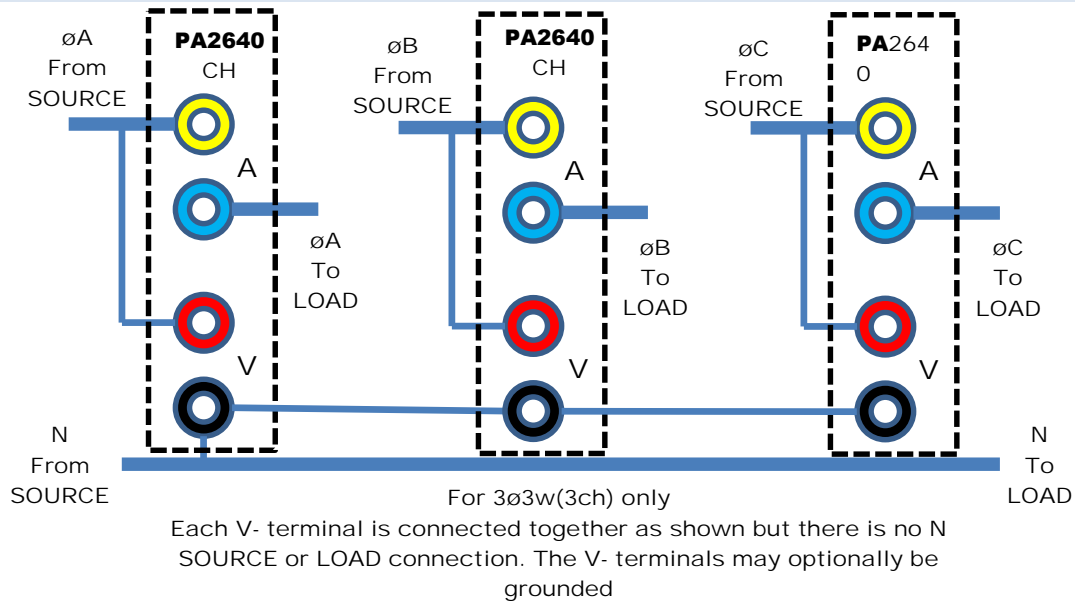 øA
From
SOURCE
PA2640
CH
A
øA
To
LOAD
V
øB
From
SOURCE
PA2640
CH
A
øB
To
LOAD
V
øC
From
SOURCE
PA264
0
A
øC
To
LOAD
V
N
From
SOURCE
N
To
LOAD
For 3ø3w(3ch) only
Each V- terminal is connected together as shown but there is no N
SOURCE or LOAD connection. The V- terminals may optionally be
grounded